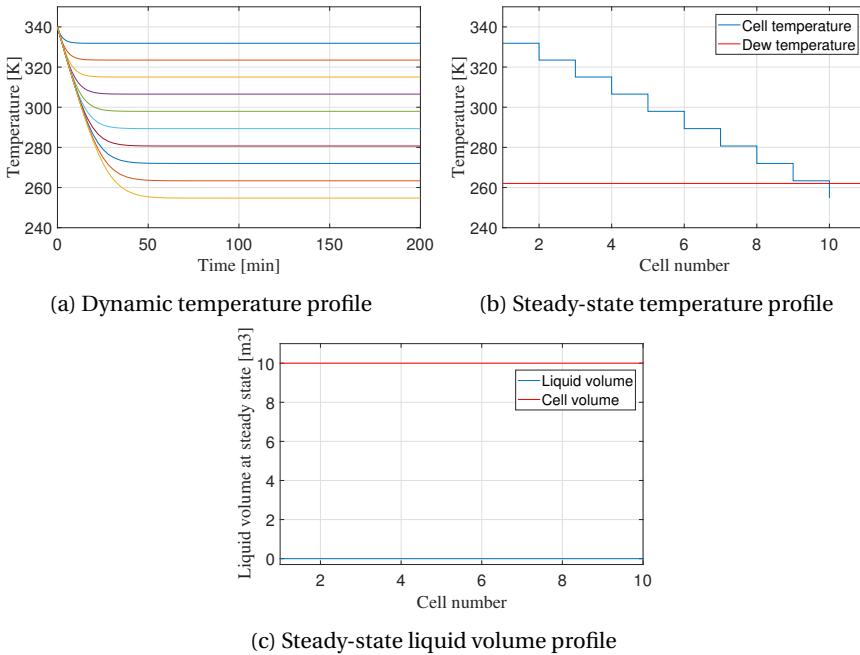 340
320
300
280
260
240
Temperature [K]
0 50 100 150 200
Time [min]
(a) Dynamic temperature profile
340
320
300
280
260
240
Temperature [K]
Cell temperature
Dew temperature
2 4 6 8 10
Cell number
(b) Steady-state temperature profile
10
8
6
4
2
0
Liquid volume at steady state [m3]
Liquid volume
Cell volume
2 4 6 8 10
Cell number
(c) Steady-state liquid volume profile